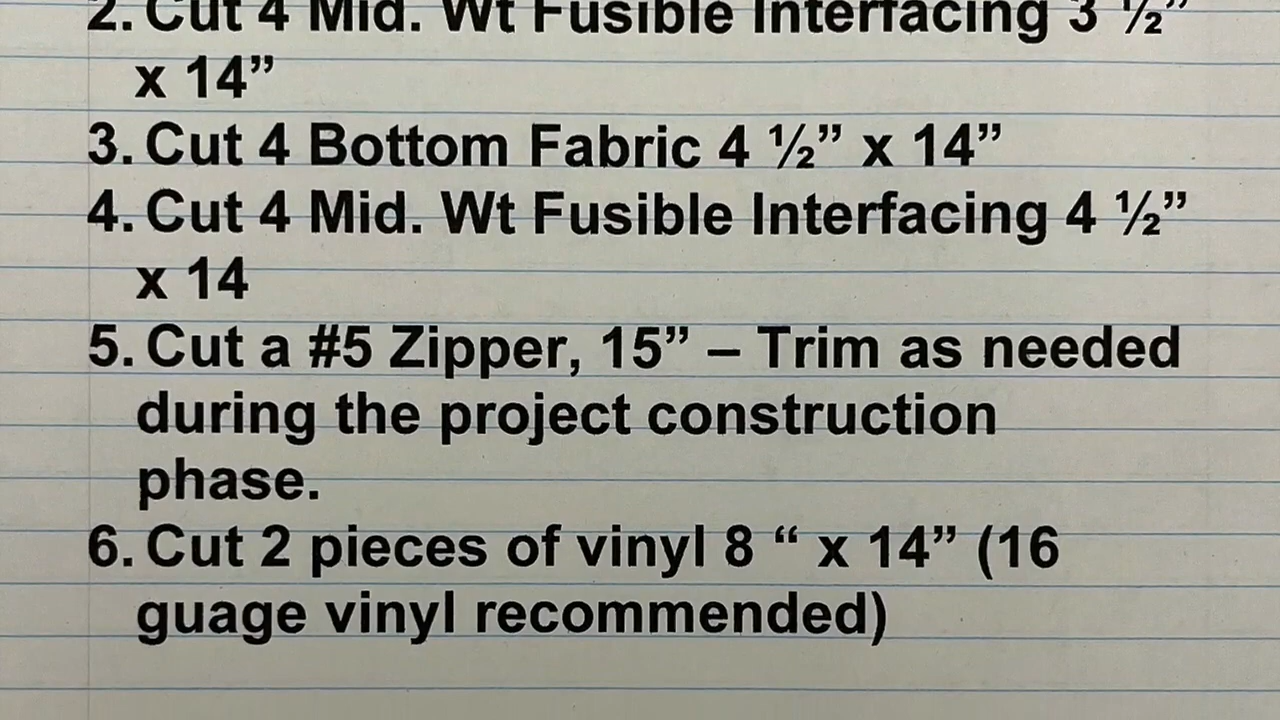 2. Cut 4 Mid. Wt Fusible Interfacing 3 ½”
x 14”
3. Cut 4 Bottom Fabric 4 ½” x 14”
4. Cut 4 Mid. Wt Fusible Interfacing 4 ½”
x 14
5. Cut a #5 Zipper, 15” – Trim as needed
during the project construction
phase.
6. Cut 2 pieces of vinyl 8 “ x 14” (16
guage vinyl recommended)